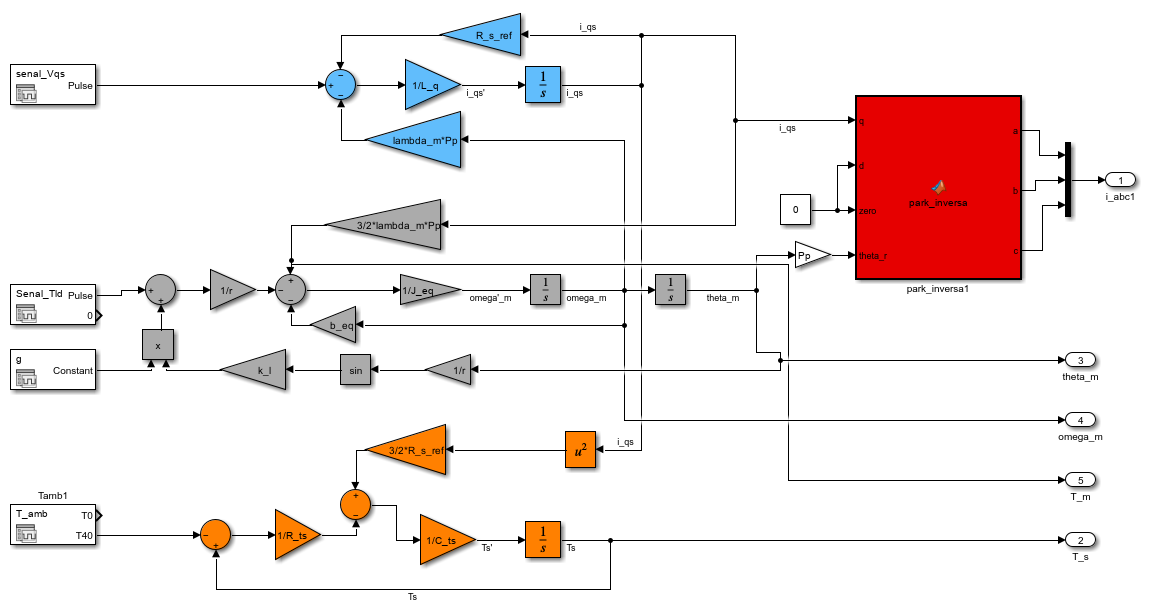 i_qs
R_s_ref
senal_Vqs
Pulse
−
+
−
1/L_q
i_qs'
1
s
i_qs
lambda_m*Pp
i_qs
q
d
zero
theta_r
park_inversa
a
b
c
park_inversa1
0
1
i_abc1
3/2*lambda_m*Pp
Pp
Senal_Tld
Pulse
0
+
+
1/r
+
−
−
1/J_eq
omega'_m
1
s
omega_m
1
s
theta_m
b_eq
x
g
Constant
k_l
sin
1/r
3
theta_m
4
omega_m
3/2*R_s_ref
u²
i_qs
5
T_m
Tamb1
T_amb
T0
T40
−
+
1/R_ts
+
−
1/C_ts
Ts'
1
s
Ts
2
T_s
Ts